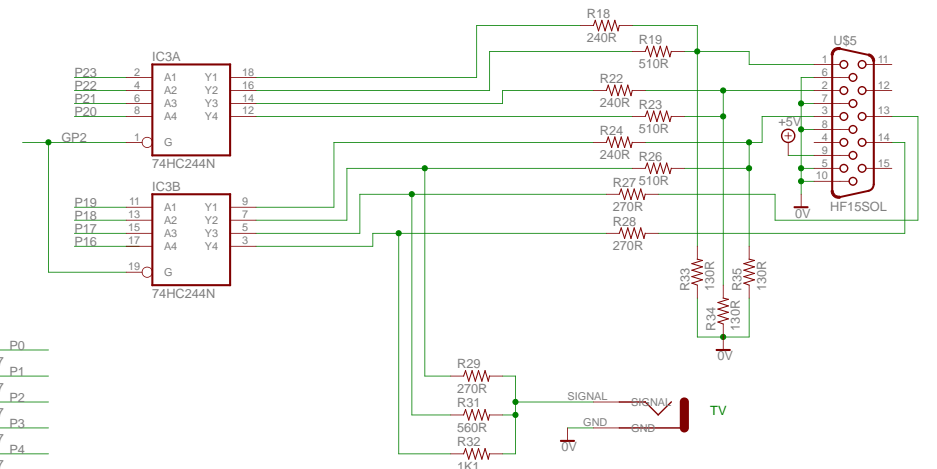 R18
240R
R19
510R
U$5
IC3A
P23 2 A1 Y1 18
P22 4 A2 Y2 16
P21 6 A3 Y3 14
P20 8 A4 Y4 12
GP2 1 G
74HC244N
R22
240R
R23
510R
R24
240R
R26
510R
R27
270R
R28
270R
1 11
6
2 12
7
3 13
+5V
8
4 14
9
5 15
10
0V
HF15SOL
IC3B
P19 11 A1 Y1 9
P18 13 A2 Y2 7
P17 15 A3 Y3 5
P16 17 A4 Y4 3
19 G
74HC244N
R33
130R
R34
130R
R35
130R
0V
P0
P1
P2
P3
P4
R29
270R
R31
560R
R32
1K1
SIGNAL SIGNAL
TV
GND GND
0V